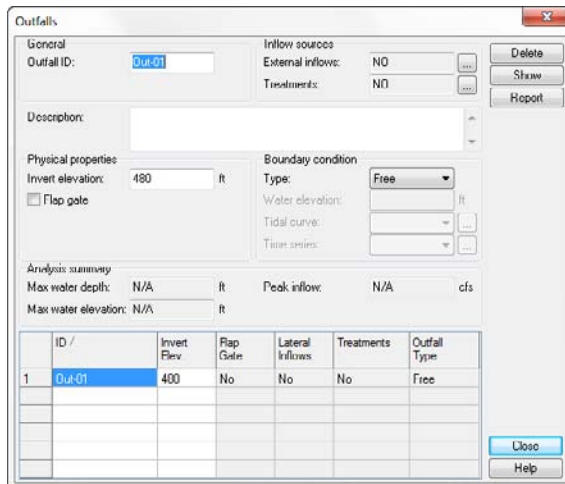 Outfalls
General
Outfall ID: Out-01
Inflow sources
External inflows: NO ...
Treatments: NO ...
Delete
Show
Report
Description:
Physical properties
Invert elevation: 480 ft
Flap gate
Boundary condition
Type: Free
Water elevation: ft
Tidal curve: ...
Time series: ...
Analysis summary
Max water depth: N/A ft Peak inflow: N/A cfs
Max water elevation: N/A ft
ID / Invert Elev. Flap Gate Lateral Inflows Treatments Outfall Type
1 Out-01 480 No No No Free
Close
Help